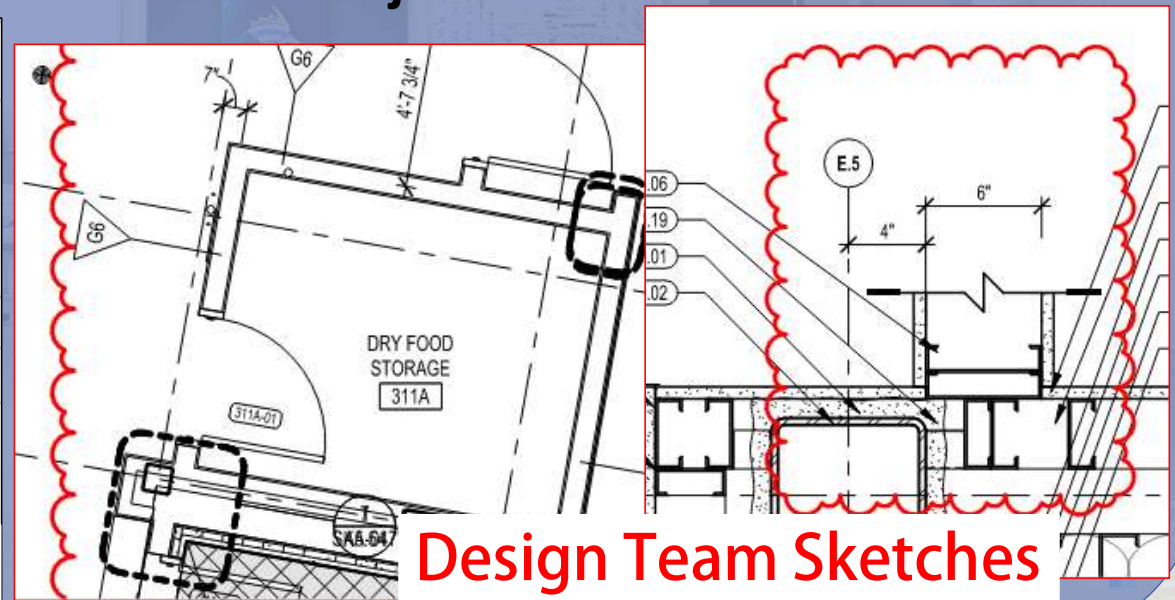 G6
7"
4'-7 3/4"
G6
DRY FOOD
STORAGE
311A
311A-01
E.5
6"
4"
.06
.19
.01
.02
Design Team Sketches